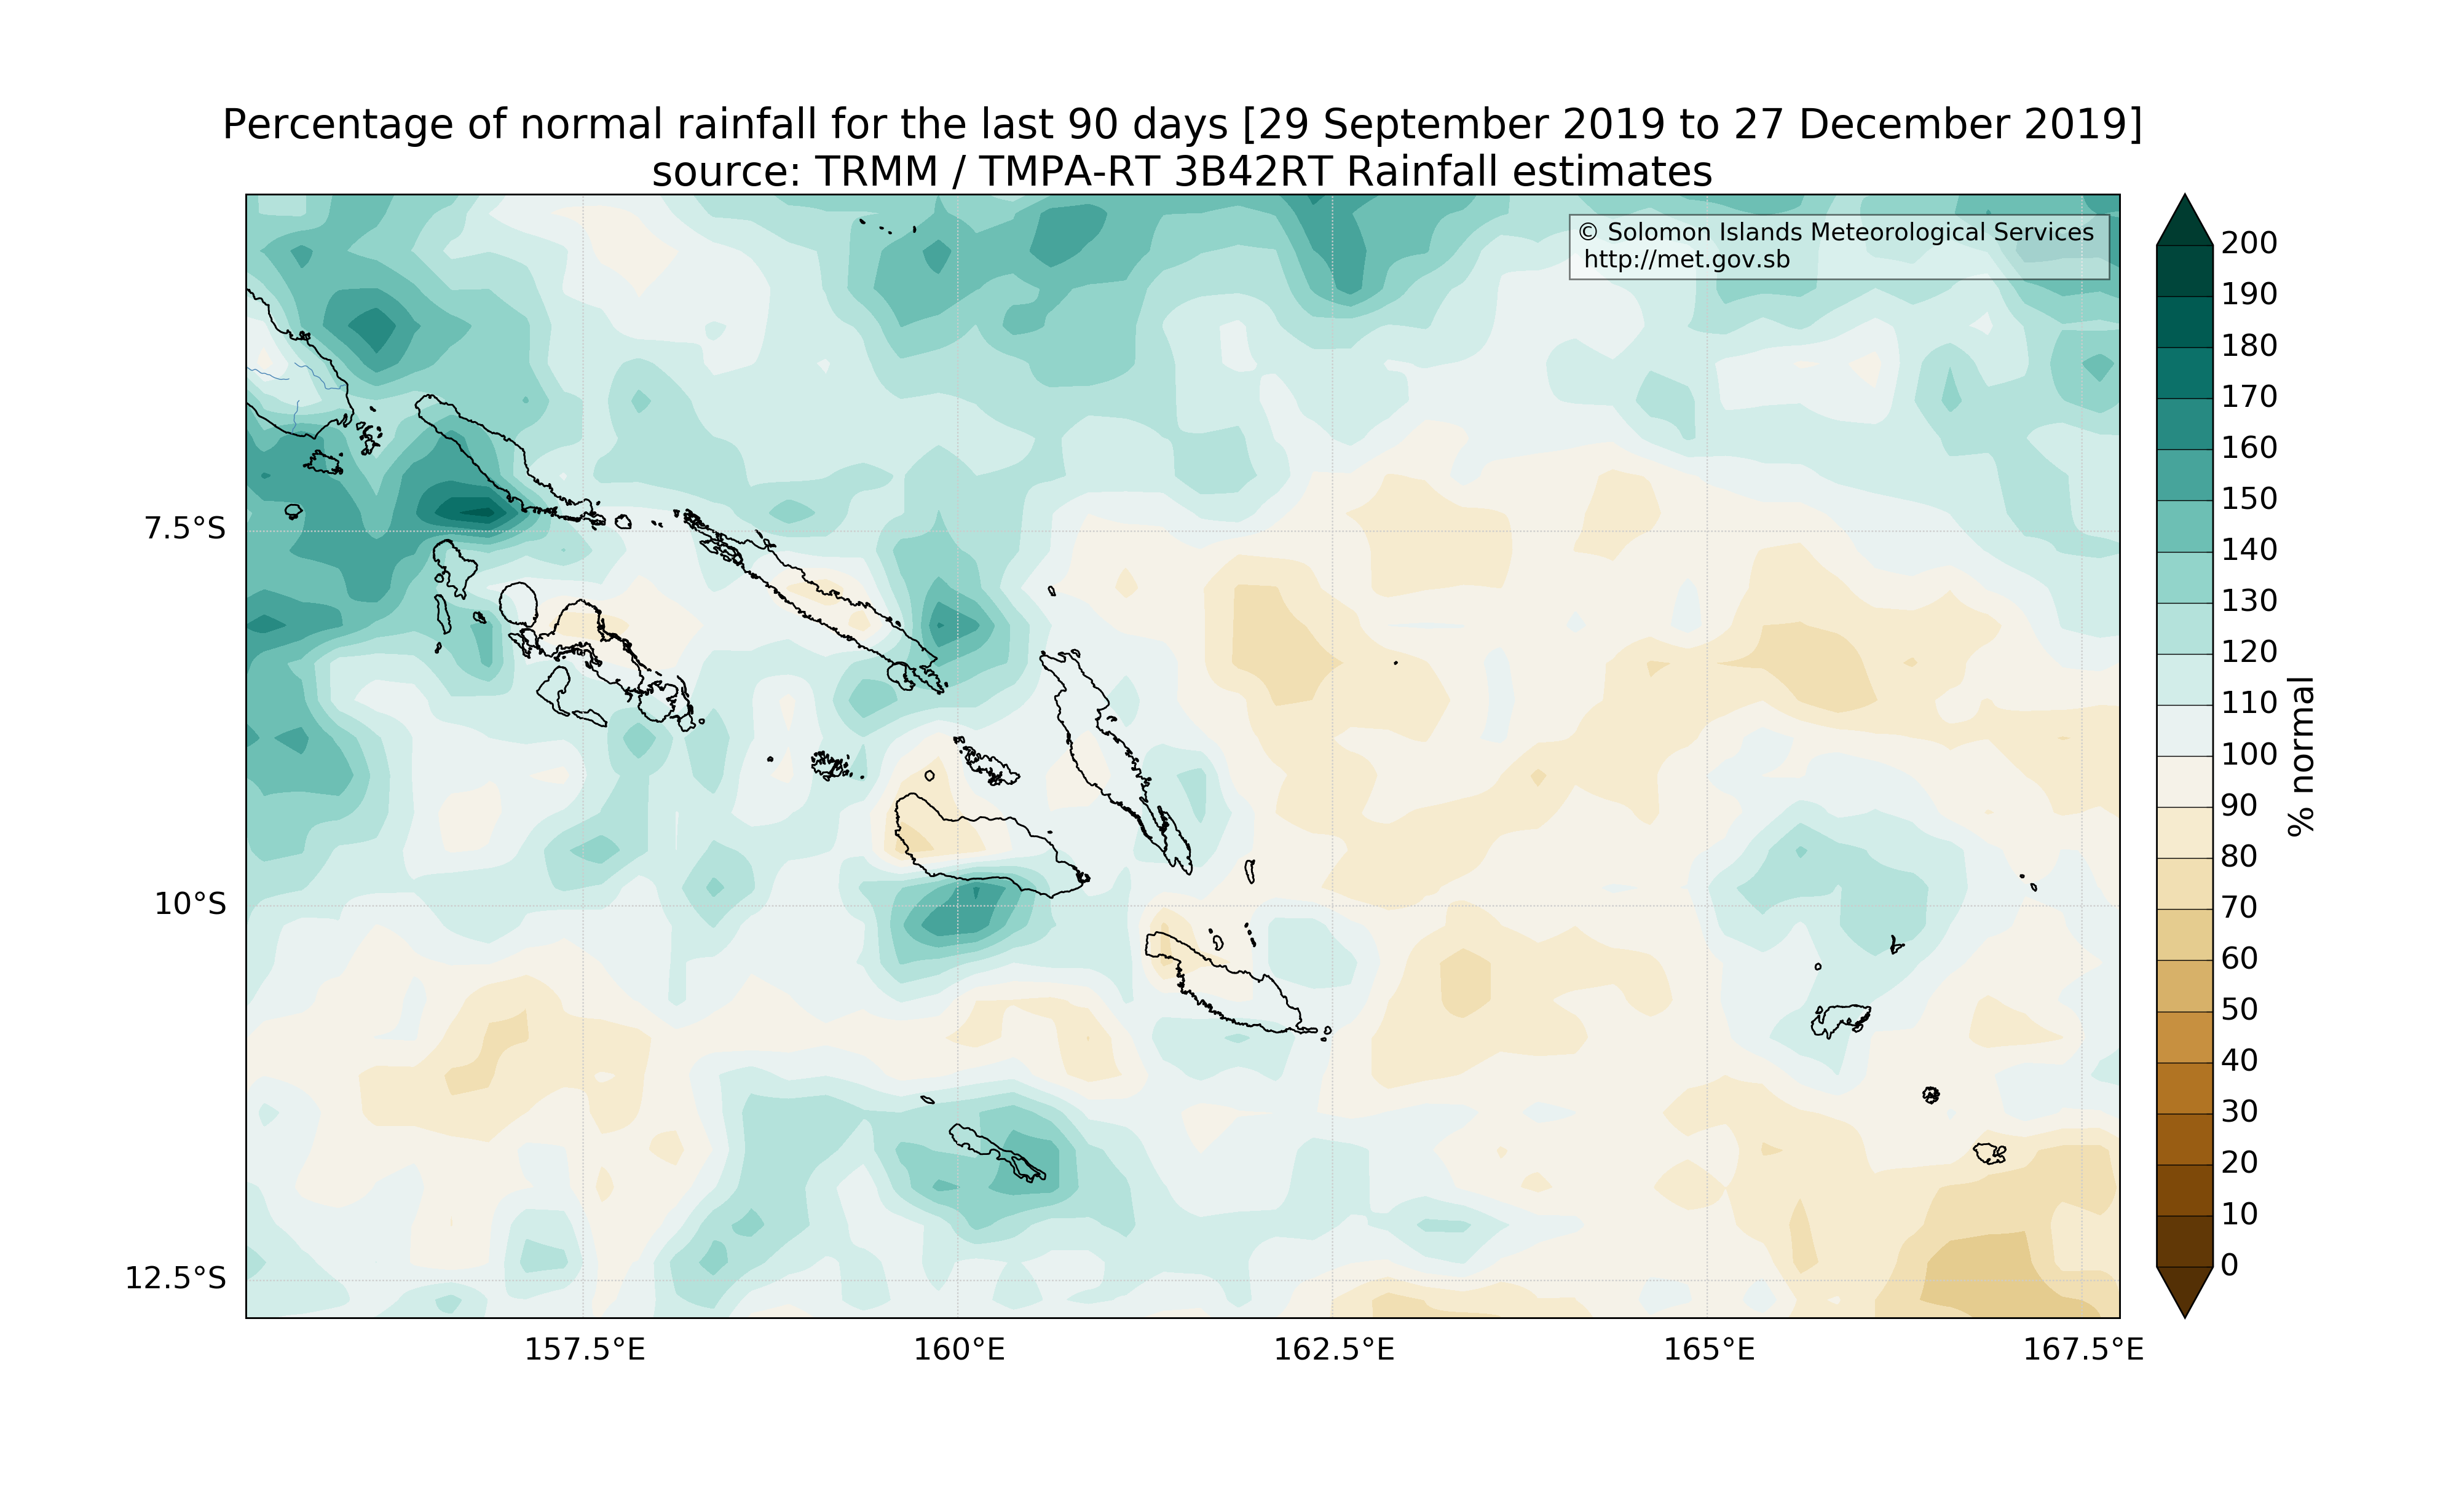 Percentage of normal rainfall for the last 90 days [29 September 2019 to 27 December 2019]
source: TRMM / TMPA-RT 3B42RT Rainfall estimates
© Solomon Islands Meteorological Services
http://met.gov.sb
7.5°S
10°S
12.5°S
157.5°E
160°E
162.5°E
165°E
167.5°E
200
190
180
170
160
150
140
130
120
110
100
90
80
70
60
50
40
30
20
10
0
% normal